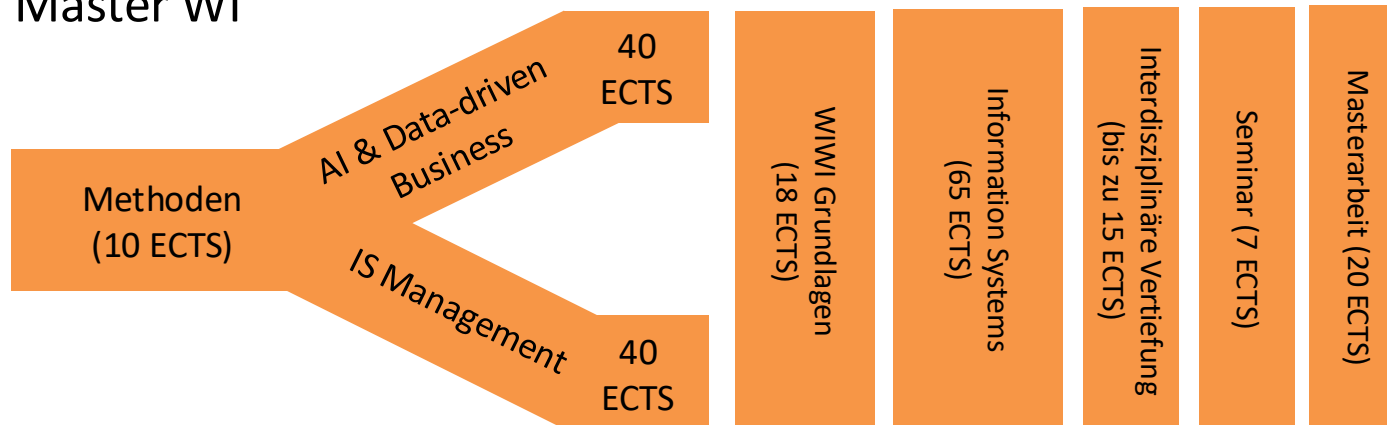 Master WI
Methoden
(10 ECTS)
AI & Data-driven
Business
40
ECTS
IS Management
40
ECTS
WIWI Grundlagen
(18 ECTS)
Information Systems
(65 ECTS)
Interdisziplinäre Vertiefung
(bis zu 15 ECTS)
Seminar (7 ECTS)
Masterarbeit (20 ECTS)